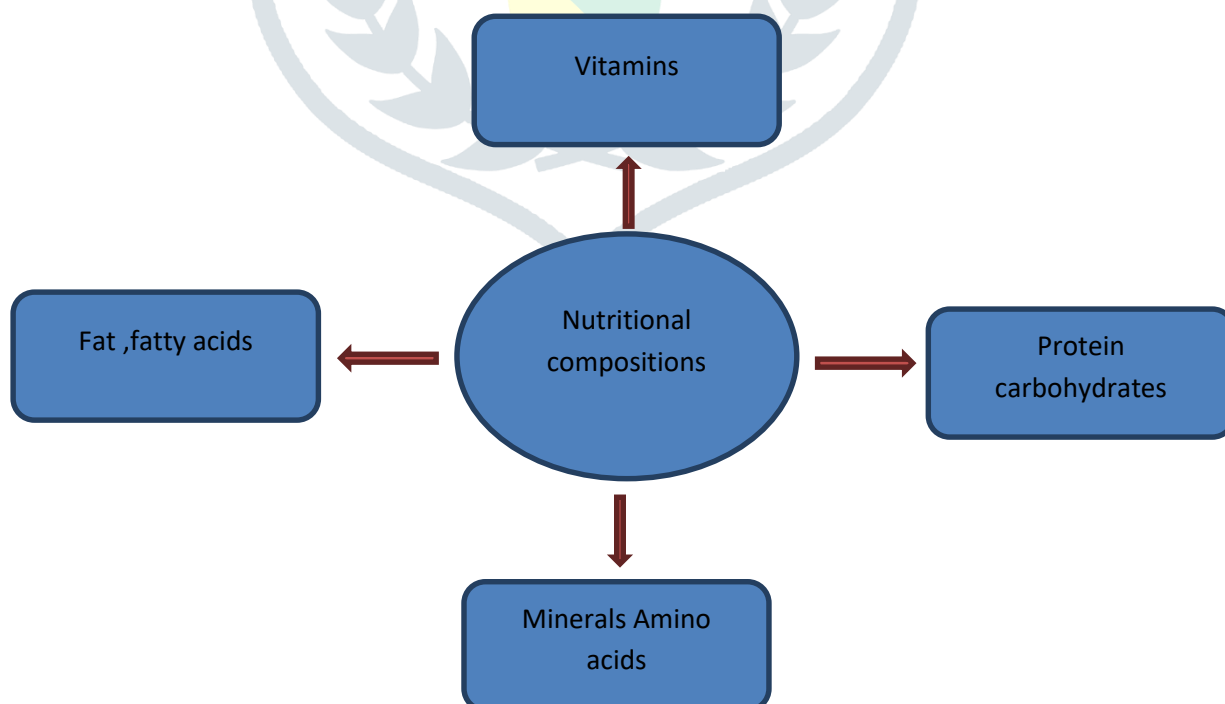 Vitamins
Fat ,fatty acids
Nutritional
compositions
Protein
carbohydrates
Minerals Amino
acids